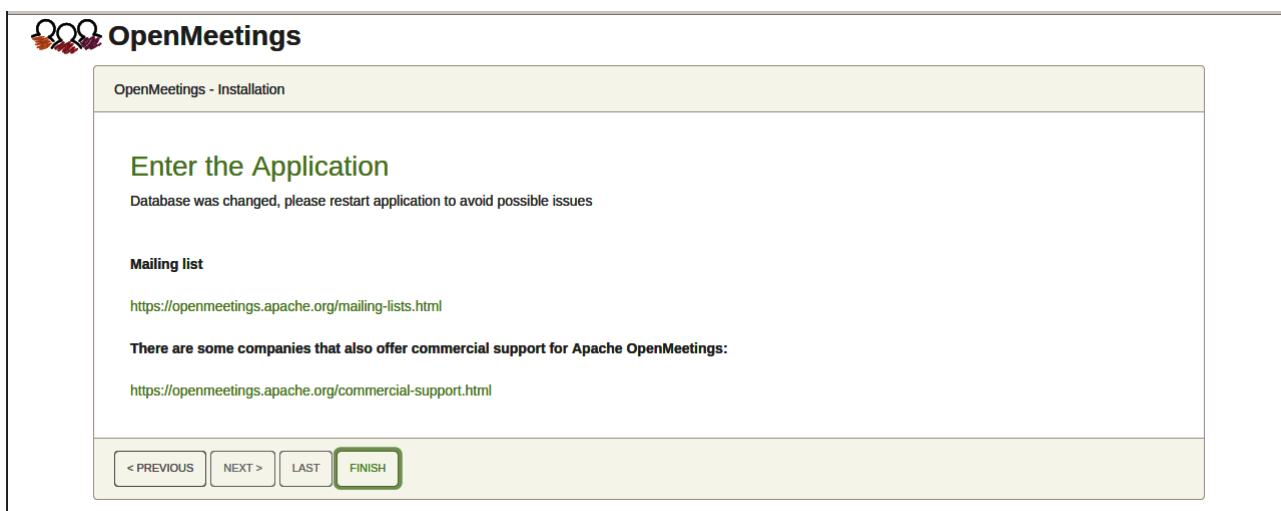 OpenMeetings
OpenMeetings - Installation
Enter the Application
Database was changed, please restart application to avoid possible issues
Mailing list
https://openmeetings.apache.org/mailing-lists.html
There are some companies that also offer commercial support for Apache OpenMeetings:
https://openmeetings.apache.org/commercial-support.html
< PREVIOUS NEXT > LAST FINISH